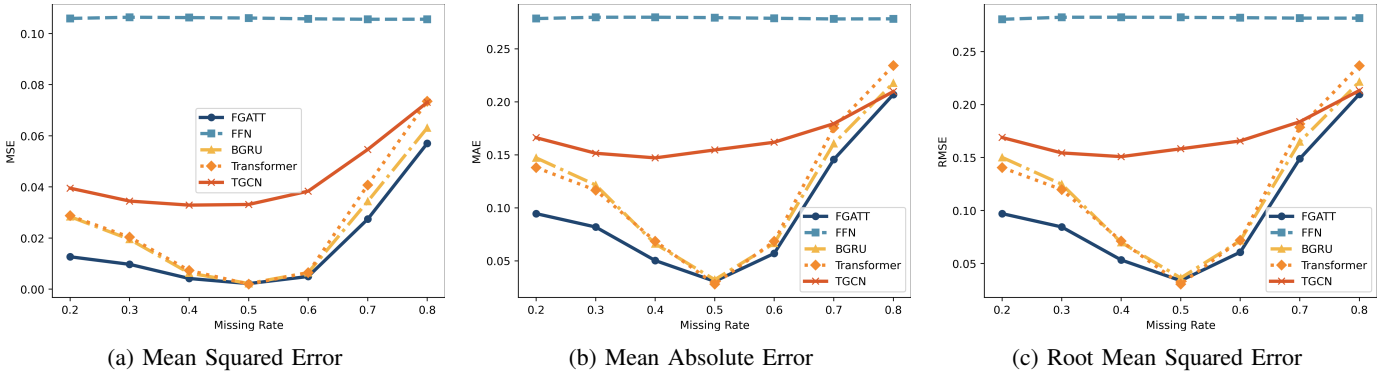 0.10
0.08
0.06
0.04
0.02
0.00
MSE
FGATT
FFN
BGRU
Transformer
TGCN
0.2 0.3 0.4 0.5 0.6 0.7 0.8
Missing Rate
(a) Mean Squared Error
0.25
0.20
0.15
0.10
0.05
MAE
FGATT
FFN
BGRU
Transformer
TGCN
0.2 0.3 0.4 0.5 0.6 0.7 0.8
Missing Rate
(b) Mean Absolute Error
0.25
0.20
0.15
0.10
0.05
RMSE
FGATT
FFN
BGRU
Transformer
TGCN
0.2 0.3 0.4 0.5 0.6 0.7 0.8
Missing Rate
(c) Root Mean Squared Error